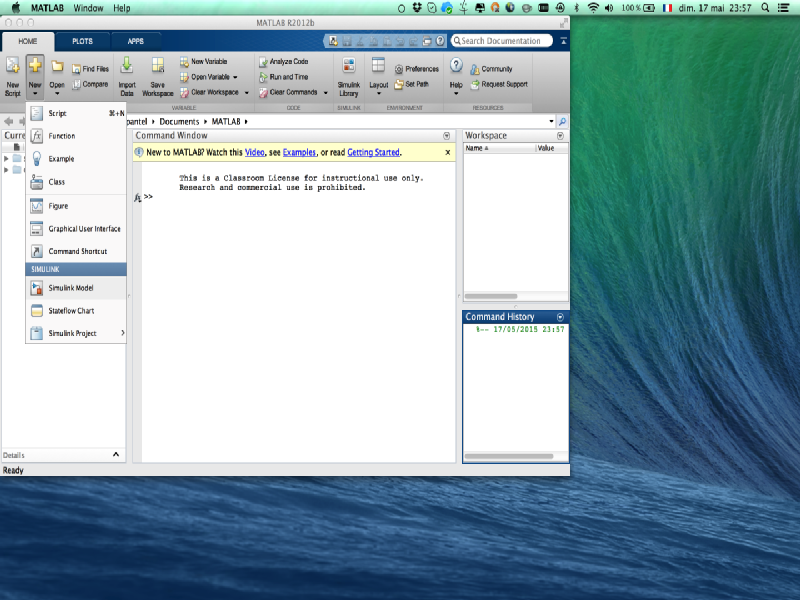 MATLAB Window Help
100 % dim. 17 mai 23:57
MATLAB R2012b
HOME PLOTS APPS
Search Documentation
New Script
New
Open
Find Files
Compare
Import Data
Save Workspace
New Variable
Open Variable
Clear Workspace
Analyze Code
Run and Time
Clear Commands
Simulink Library
Layout
Preferences
Set Path
Help
Community
Request Support
VARIABLE CODE SIMULINK ENVIRONMENT RESOURCES
pantel Documents MATLAB
Script ⌘+N
Function
Example
Class
Figure
Graphical User Interface
Command Shortcut
SIMULINK
Simulink Model
Stateflow Chart
Simulink Project
Curre
Command Window
New to MATLAB? Watch this Video, see Examples, or read Getting Started.
This is a Classroom License for instructional use only.
Research and commercial use is prohibited.
fx >>
Workspace
Name Value
Command History
%-- 17/05/2015 23:57
Details
Ready